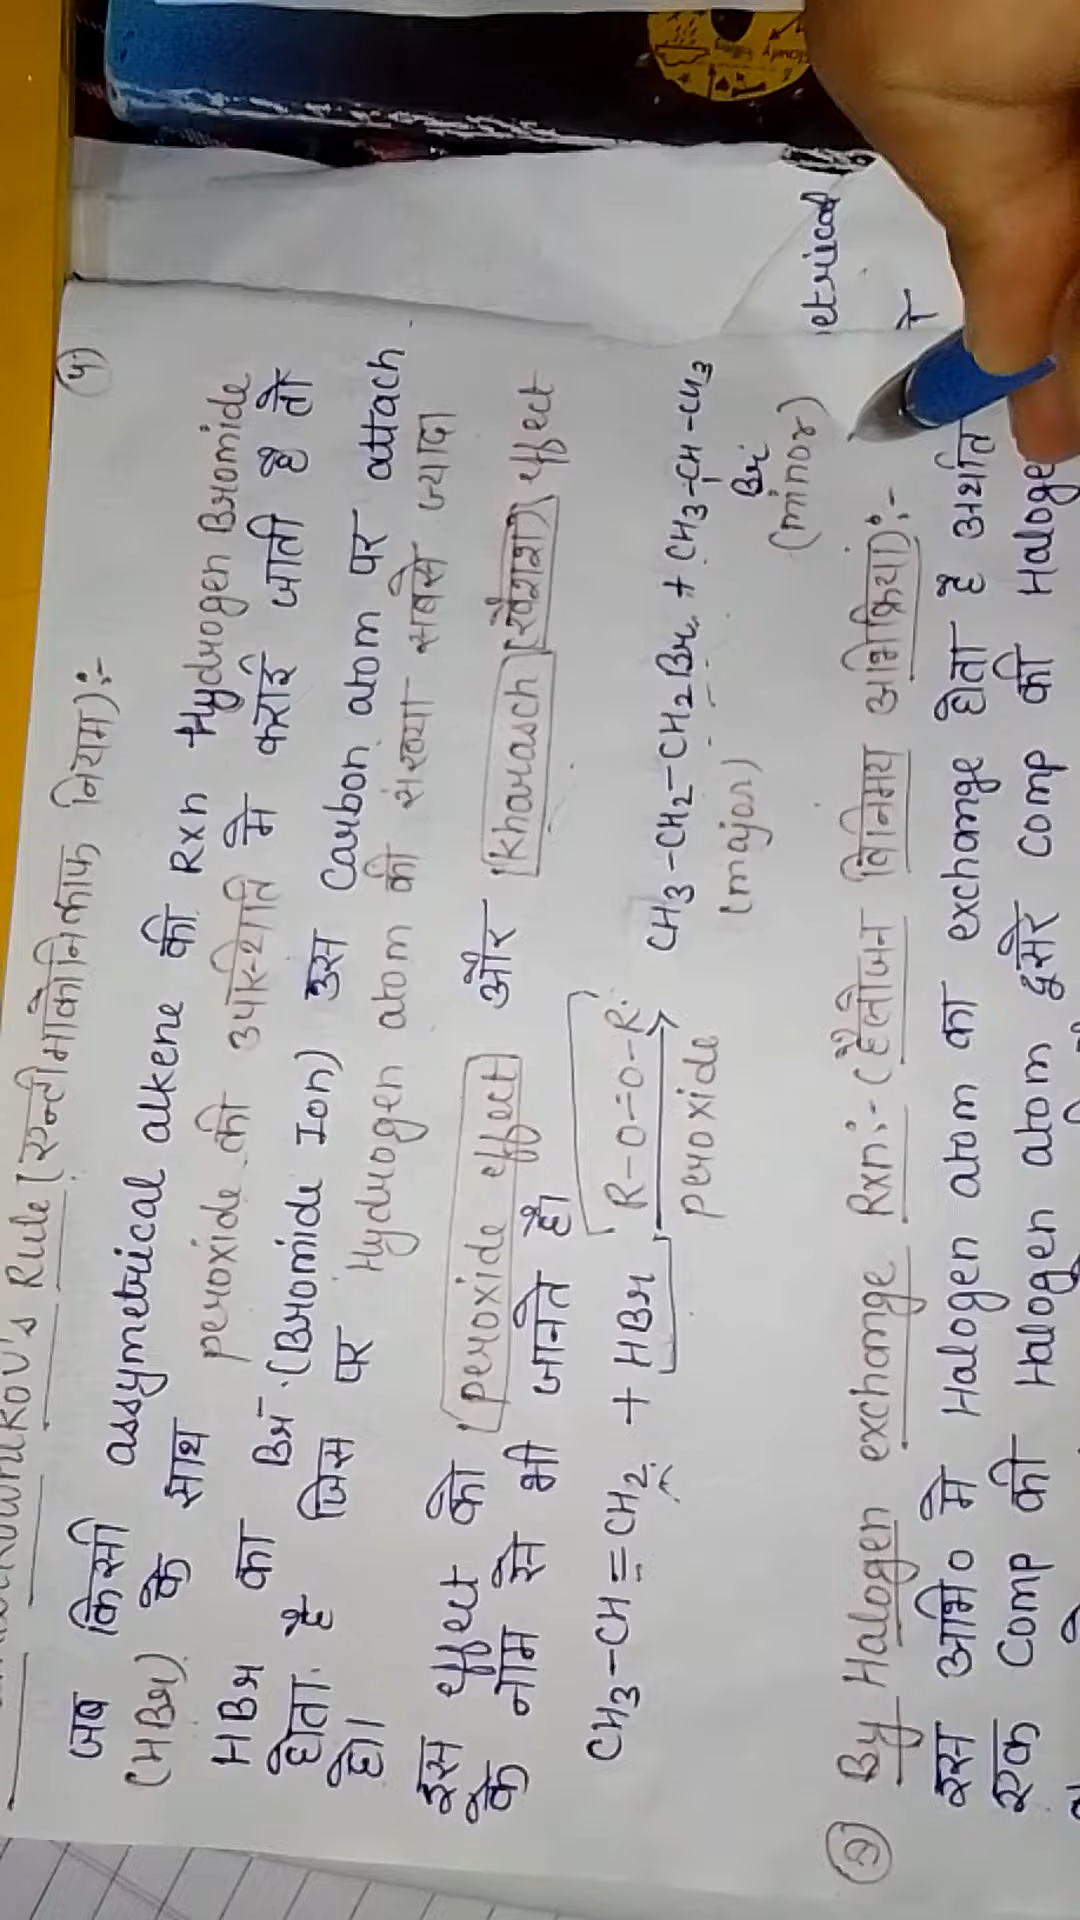 Rule (एन्टीमार्कोनिकाफ नियम):-
(4)
जब किसी assymetrical alkene की Rxn Hydrogen Bromide
(HBr) के साथ peroxide की उपस्थिति में कराई जाती है तो
HBr का Br⁻ (Bromide Ion) उस Carbon atom पर attach
होता है जिस पर Hydrogen atom की संख्या सबसे ज्यादा
हो।
इस effect को peroxide effect और kharasch (खैराश) effect
के नाम से भी जानते है।
CH3-CH=CH2 + HBr R-O-O-R CH3-CH2-CH2Br + CH3-CH-CH3
peroxide (major) Br
(minor)
By Halogen exchange Rxn:- (हैलोजन विनिमय अभिक्रिया):-
इस अभि० में Halogen atom का exchange होता है अर्थात
एक Comp की Halogen atom दुसरे Comp की Haloge
etrical